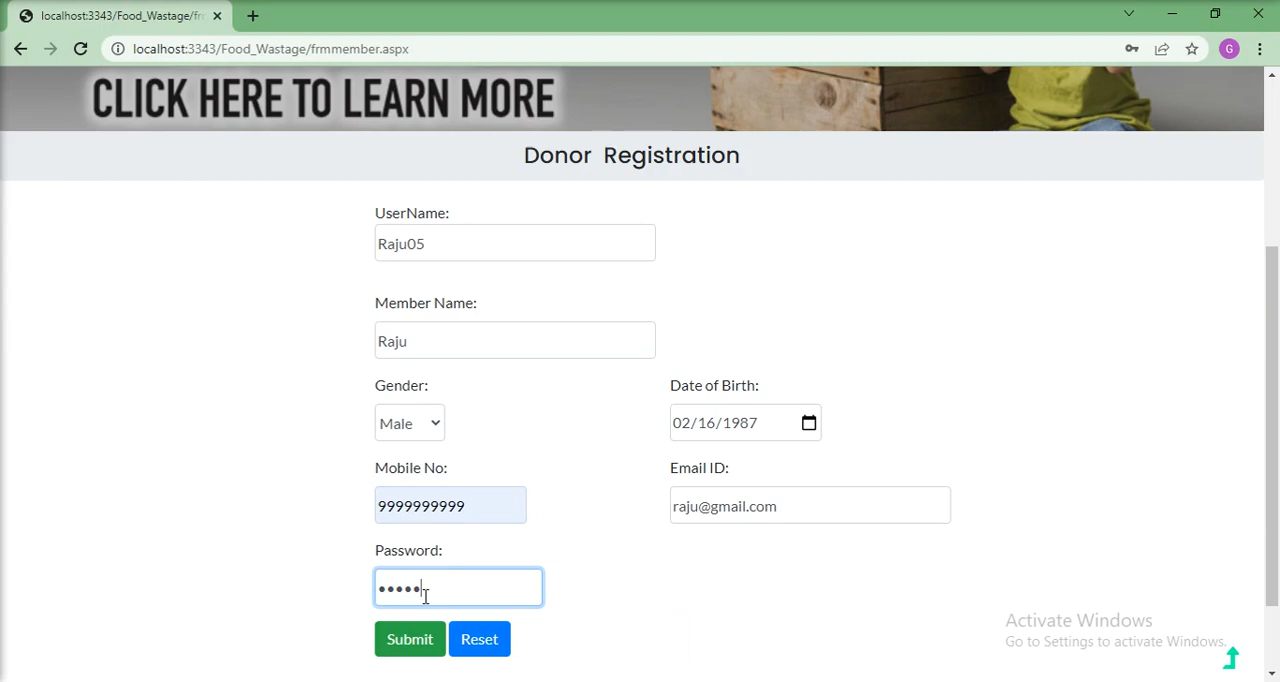 localhost:3343/Food_Wastage/fr
localhost:3343/Food_Wastage/frmmember.aspx
G
CLICK HERE TO LEARN MORE
Donor Registration
UserName:
Raju05
Member Name:
Raju
Gender:
Date of Birth:
Male
02/16/1987
Mobile No:
Email ID:
9999999999
raju@gmail.com
Password:
•••••
Submit
Reset
Activate Windows
Go to Settings to activate Windows.